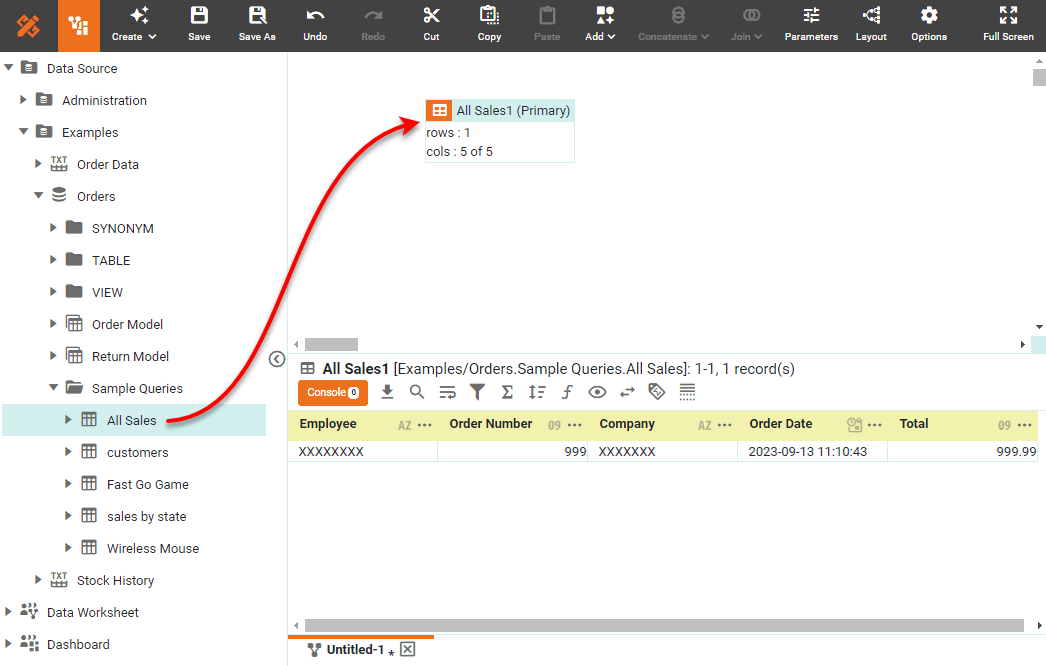 Create
Save
Save As
Undo
Redo
Cut
Copy
Paste
Add
Concatenate
Join
Parameters
Layout
Options
Full Screen
Data Source
Administration
Examples
TXT Order Data
Orders
SYNONYM
TABLE
VIEW
Order Model
Return Model
Sample Queries
All Sales
customers
Fast Go Game
sales by state
Wireless Mouse
TXT Stock History
Data Worksheet
Dashboard
All Sales1 (Primary)
rows : 1
cols : 5 of 5
All Sales1 [Examples/Orders.Sample Queries.All Sales]: 1-1, 1 record(s)
Console 0
Employee AZ Order Number 09 Company AZ Order Date Total 09
XXXXXXXX 999 XXXXXXX 2023-09-13 11:10:43 999.99
Untitled-1 *